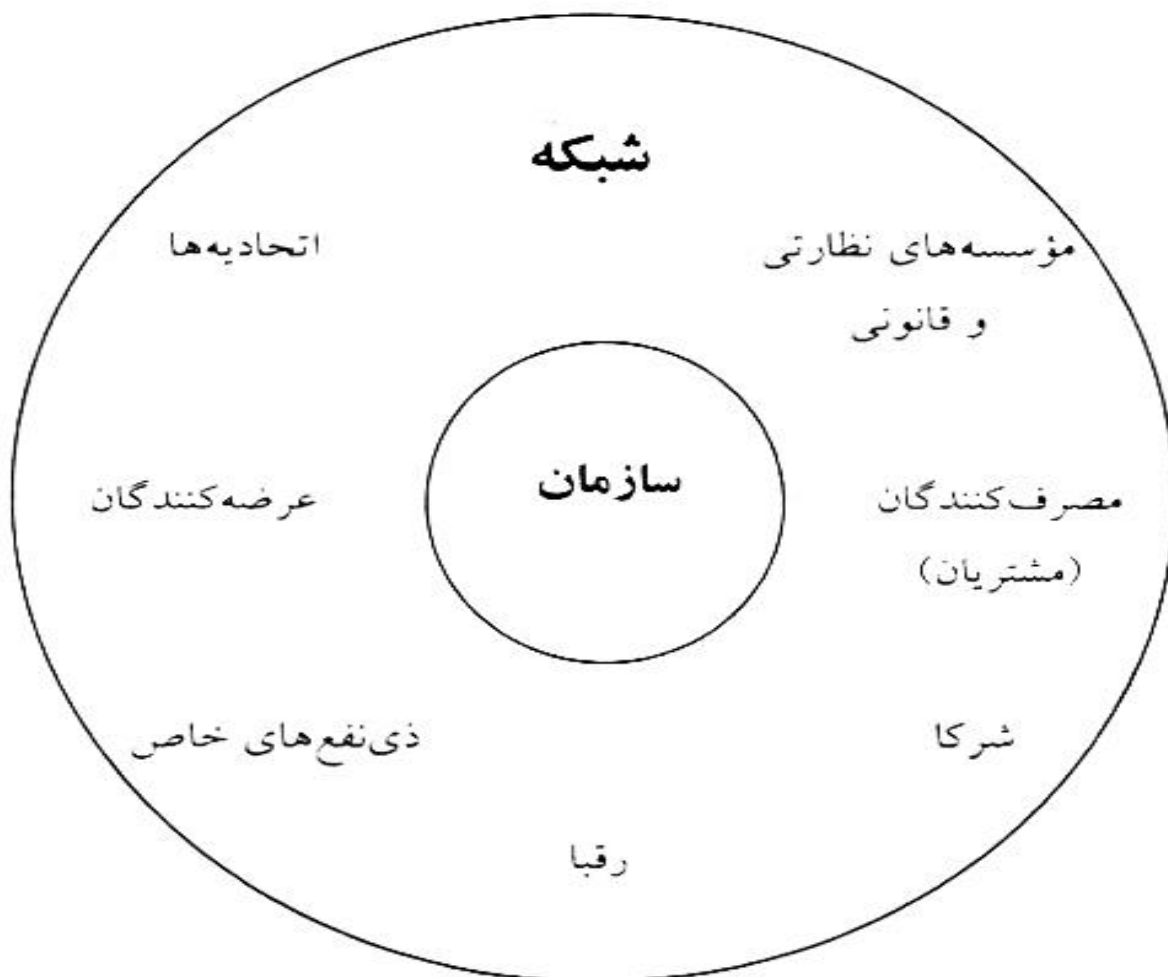 شبکه
مؤسسه‌های نظارتی
و قانونی
اتحادیه‌ها
سازمان
مصرف‌کنندگان
(مشتریان)
عرضه‌کنندگان
شرکا
ذی‌نفع‌های خاص
رقبا